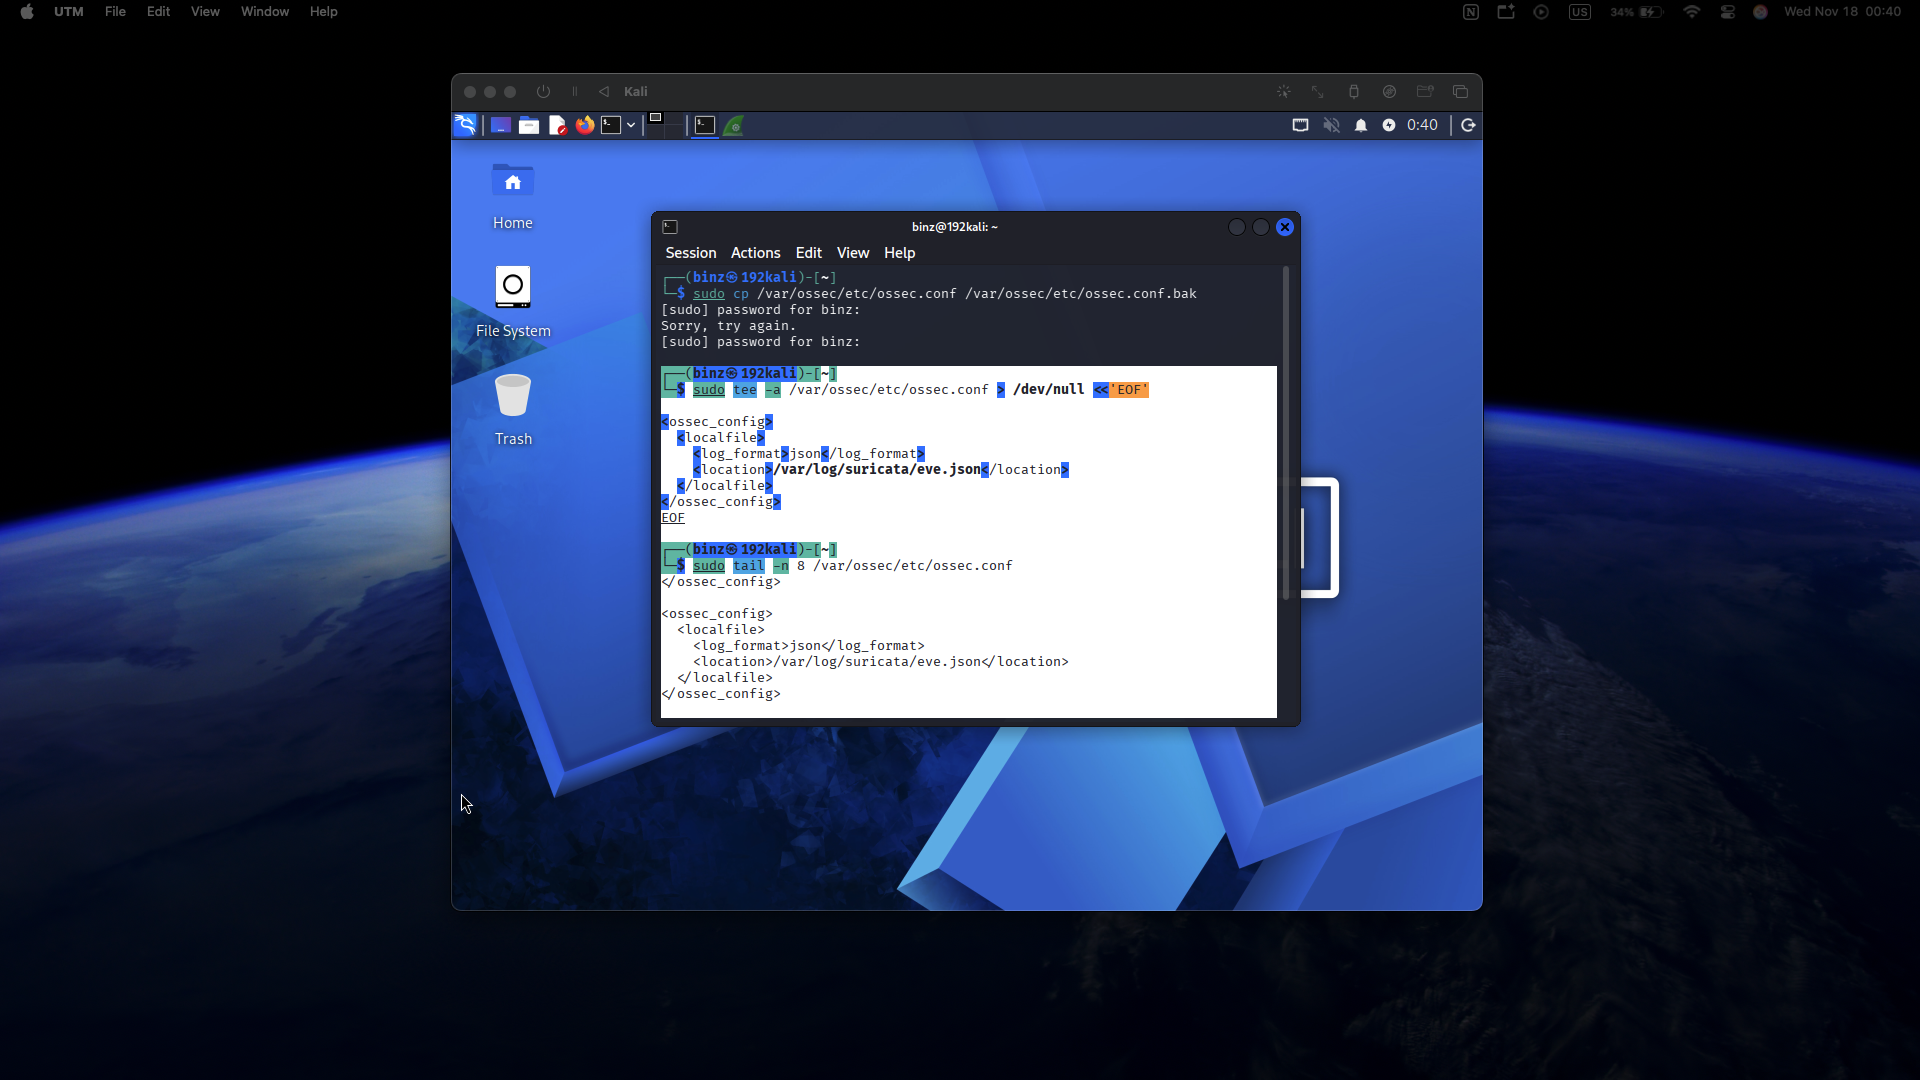 UTM File Edit View Window Help
N US 34% Wed Nov 18 00:40
Kali
0:40
Home
File System
Trash
binz@192kali: ~
Session Actions Edit View Help
┌──(binz㉿192kali)-[~]
└─$ sudo cp /var/ossec/etc/ossec.conf /var/ossec/etc/ossec.conf.bak
[sudo] password for binz:
Sorry, try again.
[sudo] password for binz:
┌──(binz㉿192kali)-[~]
└─$ sudo tee -a /var/ossec/etc/ossec.conf > /dev/null <<'EOF'
<ossec_config>
<localfile>
<log_format>json</log_format>
<location>/var/log/suricata/eve.json</location>
</localfile>
</ossec_config>
EOF
┌──(binz㉿192kali)-[~]
└─$ sudo tail -n 8 /var/ossec/etc/ossec.conf
</ossec_config>
<ossec_config>
<localfile>
<log_format>json</log_format>
<location>/var/log/suricata/eve.json</location>
</localfile>
</ossec_config>